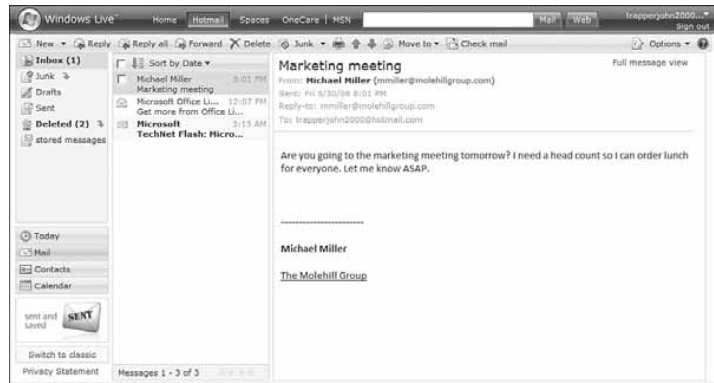 Windows Live™ Home Hotmail Spaces OneCare | MSN Mail Web trapperjohn2000...
Sign out
New Reply Reply all Forward Delete Junk Move to Check mail Options
Inbox (1)
Junk
Drafts
Sent
Deleted (2)
stored messages
Today
Mail
Contacts
Calendar
sent and
saved
SENT
Switch to classic
Privacy Statement
Sort by Date
Michael Miller 8:01 PM
Marketing meeting
Microsoft Office Li... 12:07 PM
Get more from Office Li...
Microsoft 3:15 AM
TechNet Flash: Micro...
Messages 1 - 3 of 3
Marketing meeting Full message view
From: Michael Miller (mmiller@molehillgroup.com)
Sent: Fri 5/30/08 8:01 PM
Reply-to: mmiller@molehillgroup.com
To: trapperjohn2000@hotmail.com
Are you going to the marketing meeting tomorrow? I need a head count so I can order lunch
for everyone. Let me know ASAP.
------------------------
Michael Miller
The Molehill Group